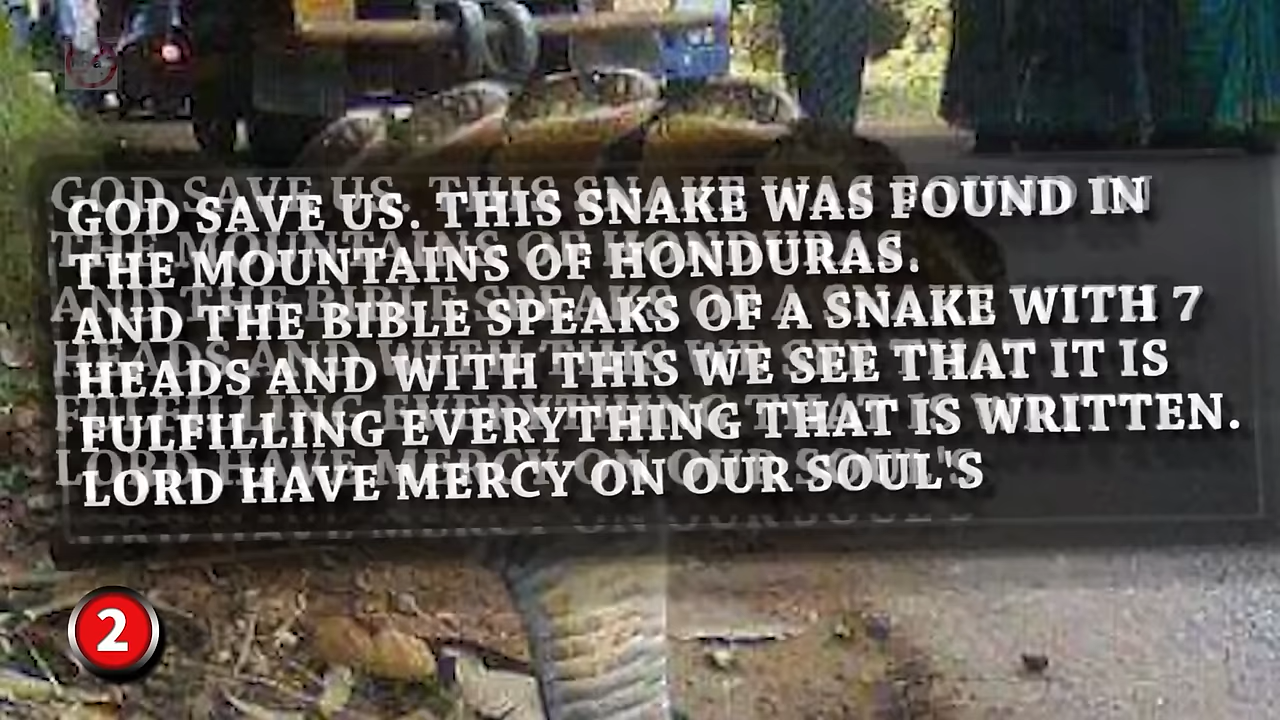 GOD SAVE US. THIS SNAKE WAS FOUND IN
THE MOUNTAINS OF HONDURAS.
AND THE BIBLE SPEAKS OF A SNAKE WITH 7
HEADS AND WITH THIS WE SEE THAT IT IS
FULFILLING EVERYTHING THAT IS WRITTEN.
LORD HAVE MERCY ON OUR SOUL'S
2